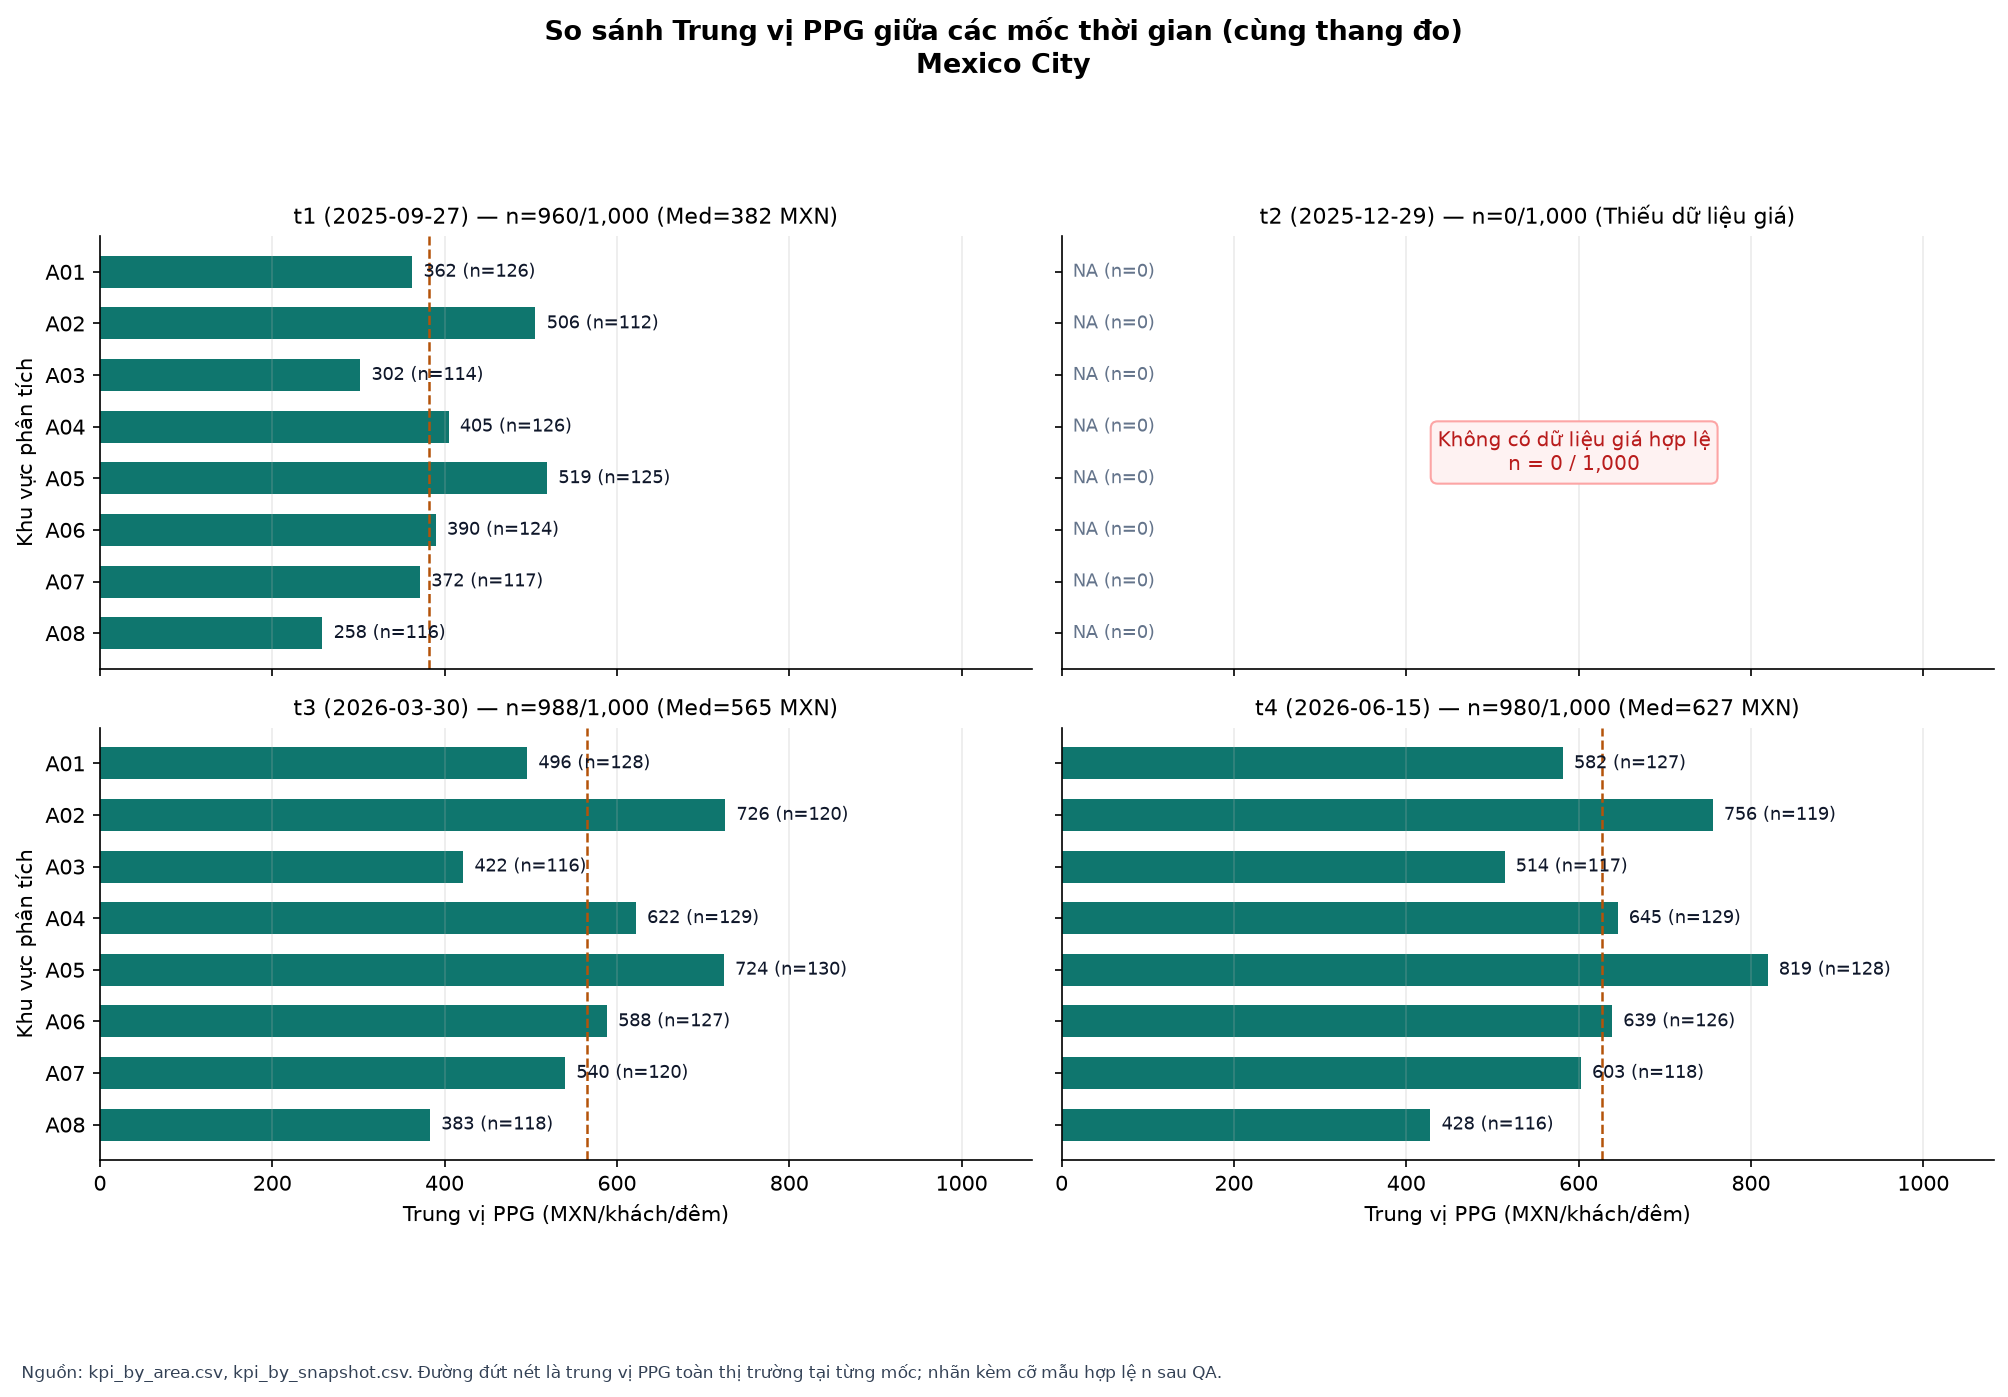 So sánh Trung vị PPG giữa các mốc thời gian (cùng thang đo)
Mexico City
t1 (2025-09-27) — n=960/1,000 (Med=382 MXN)
Khu vực phân tích
A01
362 (n=126)
A02
506 (n=112)
A03
302 (n=114)
A04
405 (n=126)
A05
519 (n=125)
A06
390 (n=124)
A07
372 (n=117)
A08
258 (n=116)
t2 (2025-12-29) — n=0/1,000 (Thiếu dữ liệu giá)
NA (n=0)
NA (n=0)
NA (n=0)
NA (n=0)
NA (n=0)
NA (n=0)
NA (n=0)
NA (n=0)
Không có dữ liệu giá hợp lệ
n = 0 / 1,000
t3 (2026-03-30) — n=988/1,000 (Med=565 MXN)
Khu vực phân tích
A01
496 (n=128)
A02
726 (n=120)
A03
422 (n=116)
A04
622 (n=129)
A05
724 (n=130)
A06
588 (n=127)
A07
540 (n=120)
A08
383 (n=118)
0 200 400 600 800 1000
Trung vị PPG (MXN/khách/đêm)
t4 (2026-06-15) — n=980/1,000 (Med=627 MXN)
582 (n=127)
756 (n=119)
514 (n=117)
645 (n=129)
819 (n=128)
639 (n=126)
603 (n=118)
428 (n=116)
0 200 400 600 800 1000
Trung vị PPG (MXN/khách/đêm)
Nguồn: kpi_by_area.csv, kpi_by_snapshot.csv. Đường đứt nét là trung vị PPG toàn thị trường tại từng mốc; nhãn kèm cỡ mẫu hợp lệ n sau QA.